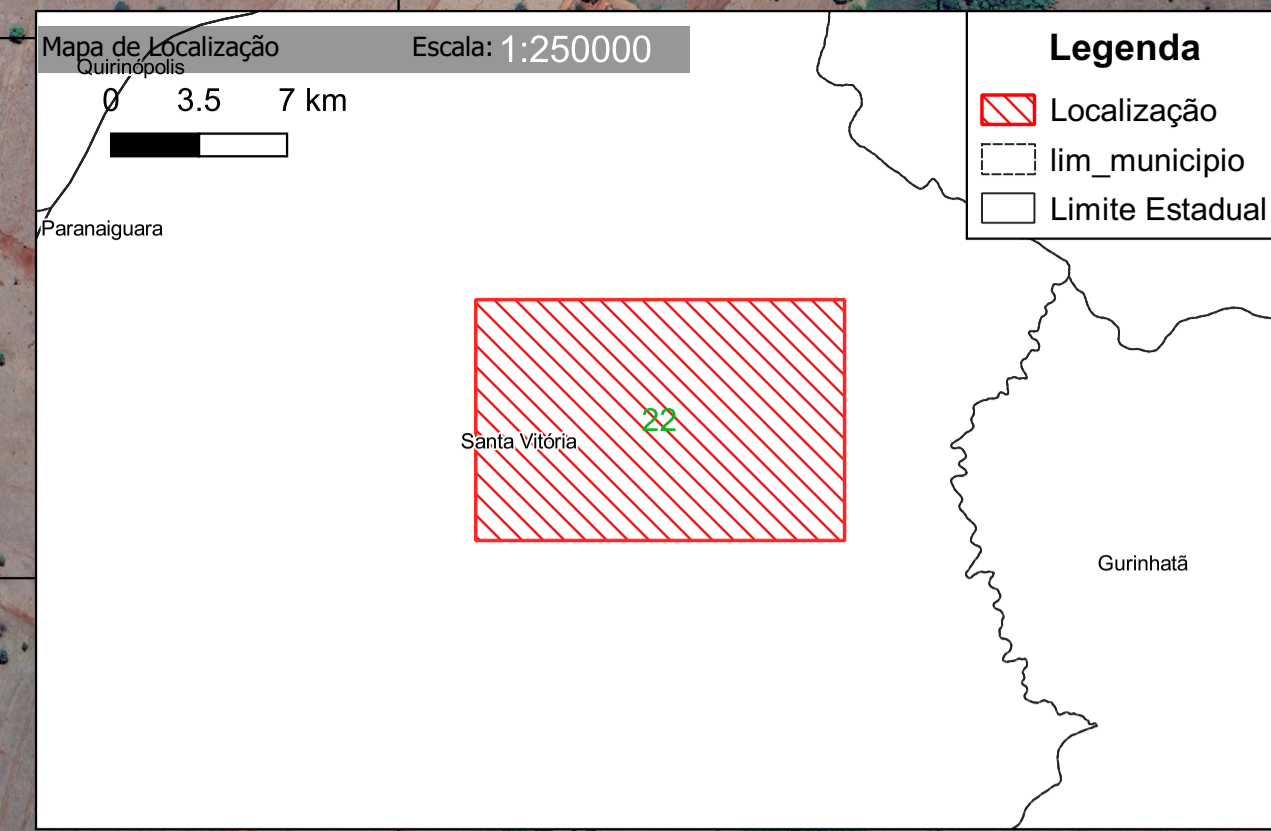 Mapa de Localização Escala: 1:250000
Quirinópolis
0 3.5 7 km
Legenda
Localização
lim_municipio
Limite Estadual
Paranaiguara
22
Santa Vitória
Gurinhatã